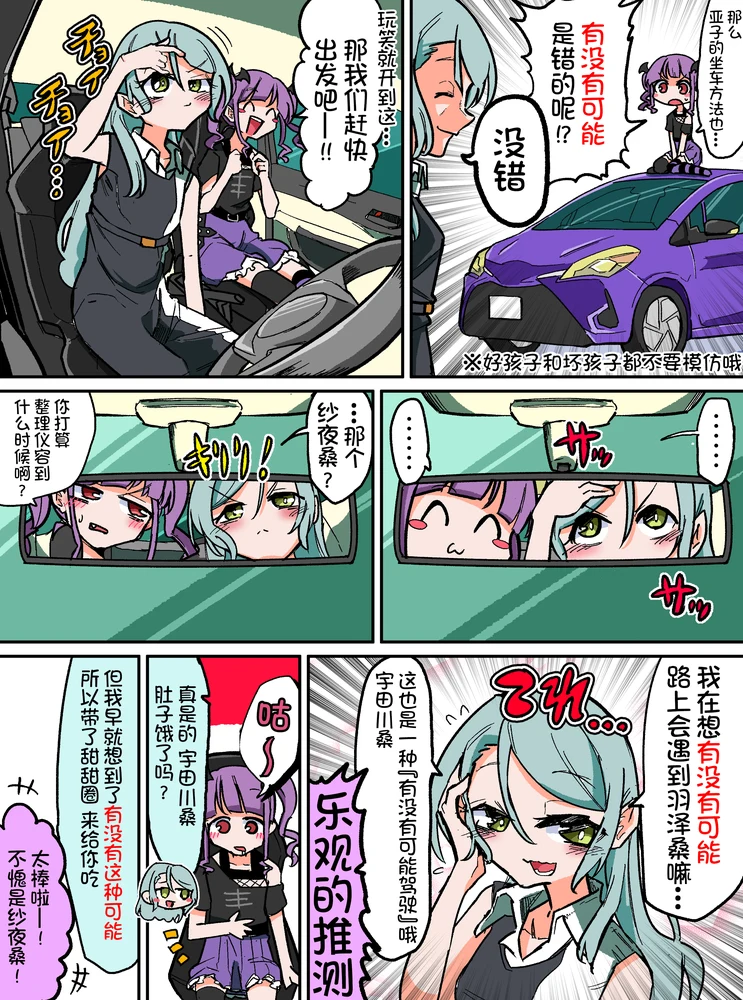 那么
亚子的坐车方法也…
有没有可能
是错的呢!?
没错
※好孩子和坏孩子都不要模仿哦
玩笑就开到这…
那我们赶快
出发吧ー!!
チョイ
チョイ…
……
……
サッ
サッ
…那个
纱夜桑?
ギリリ!
你打算
整理仪容到
什么时候啊?
我在想有没有可能
路上会遇到羽泽桑嘛…
てれ…
这也是一种『有没有可能驾驶』哦
宇田川桑
乐观的推测
咕~
真是的 宇田川桑
肚子饿了吗?
但我早就想到了有没有这种可能
所以带了甜甜圈 来给你吃
太棒啦ー!
不愧是纱夜桑!